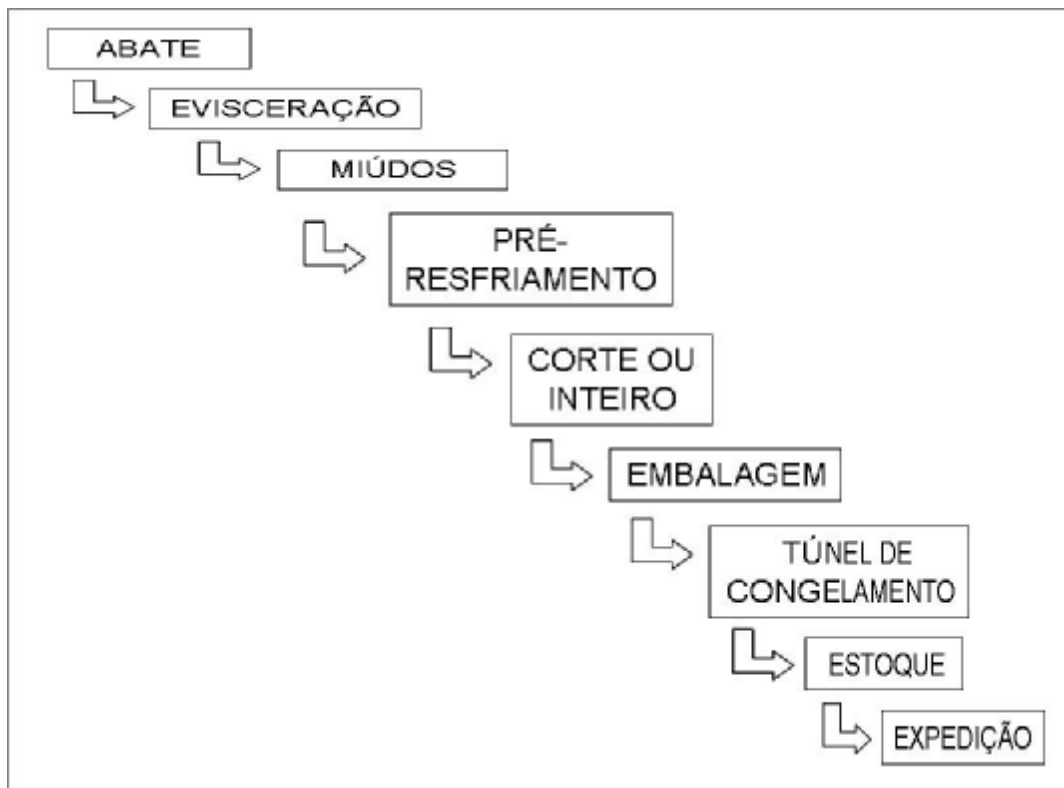 ABATE
EVISCERAÇÃO
MIÚDOS
PRÉ-
RESFRIAMENTO
CORTE OU
INTEIRO
EMBALAGEM
TÚNEL DE
CONGELAMENTO
ESTOQUE
EXPEDIÇÃO